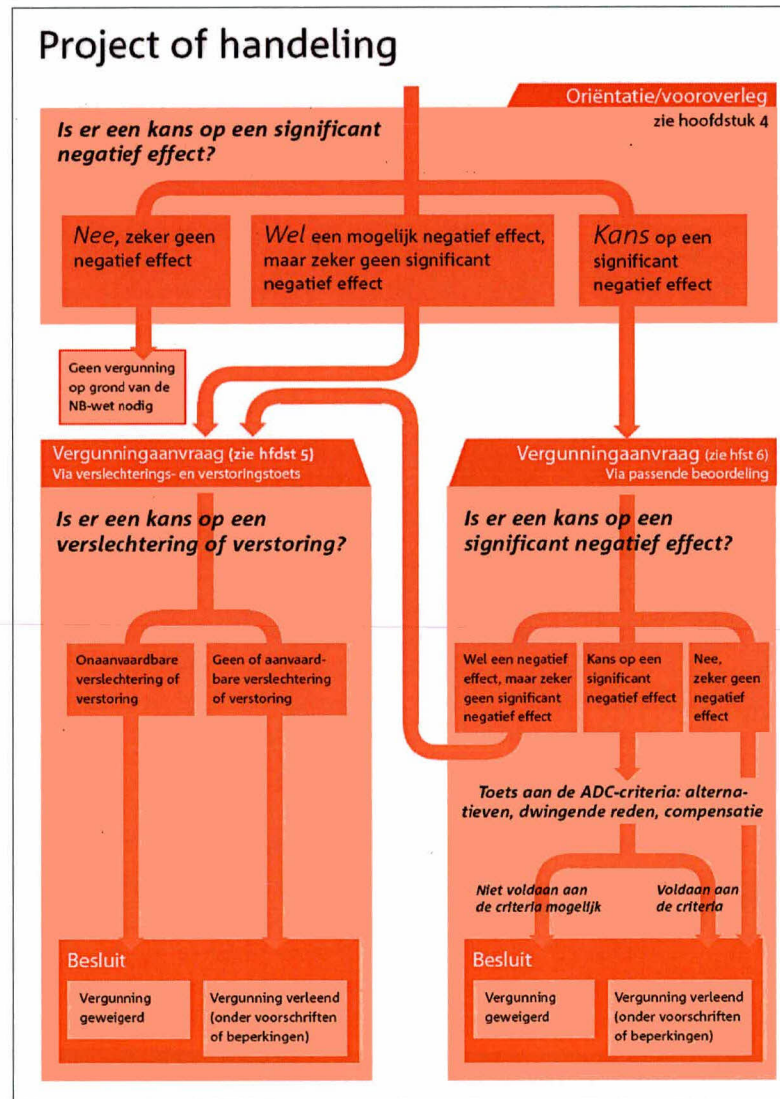 Project of handeling
Oriëntatie/vooroverleg
zie hoofdstuk 4
Is er een kans op een significant
negatief effect?
Nee, zeker geen
negatief effect
Wel een mogelijk negatief effect,
maar zeker geen significant
negatief effect
Kans op een
significant
negatief effect
Geen vergunning
op grond van de
NB-wet nodig
Vergunningaanvraag (zie hfdst 5)
Via verslechterings- en verstoringstoets
Is er een kans op een
verslechtering of verstoring?
Onaanvaardbare
verslechtering of
verstoring
Geen of aanvaard-
bare verslechtering
of verstoring
Besluit
Vergunning
geweigerd
Vergunning verleend
(onder voorschriften
of beperkingen)
Vergunningaanvraag (zie hfst 6)
Via passende beoordeling
Is er een kans op een
significant negatief effect?
Wel een negatief
effect, maar zeker
geen significant
negatief effect
Kans op een
significant
negatief effect
Nee,
zeker geen
negatief
effect
Toets aan de ADC-criteria: alterna-
tieven, dwingende reden, compensatie
Niet voldaan aan
de criteria mogelijk
Voldaan aan
de criteria
Besluit
Vergunning
geweigerd
Vergunning verleend
(onder voorschriften
of beperkingen)